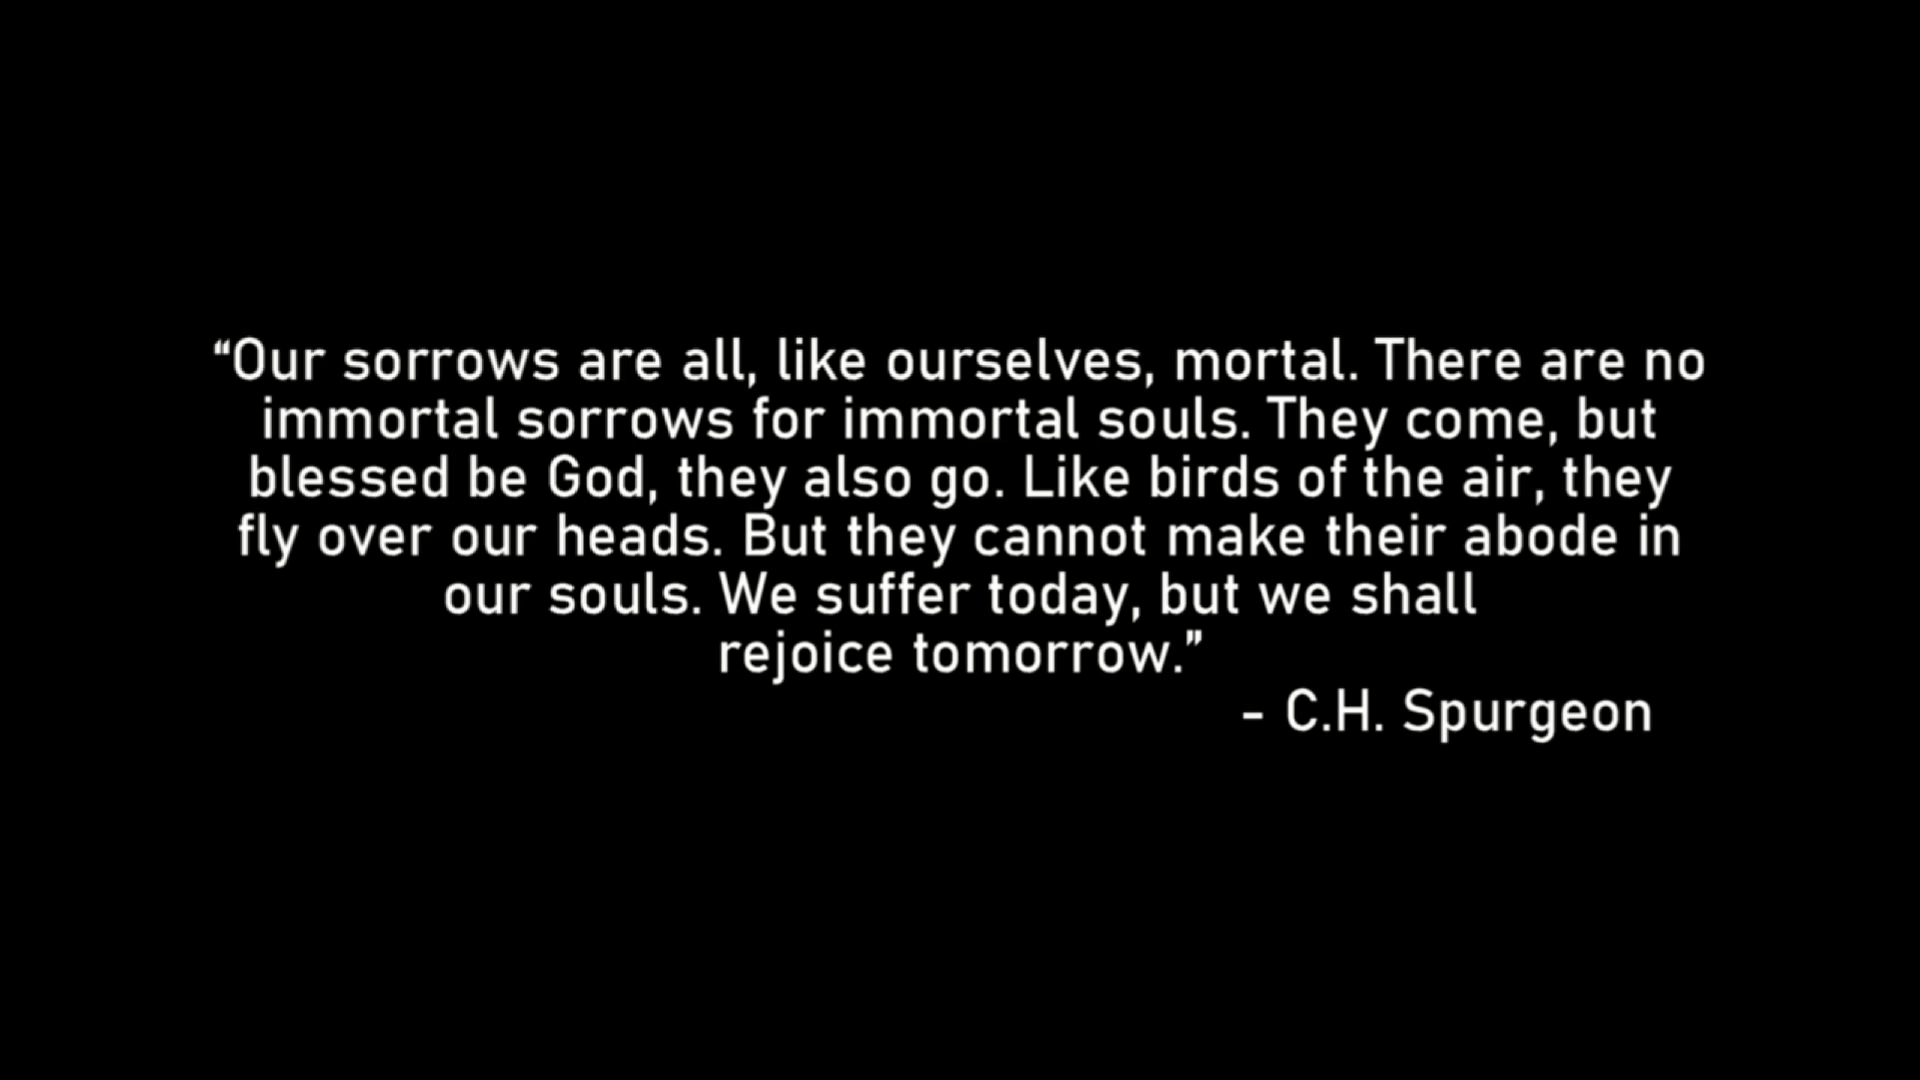 “Our sorrows are all, like ourselves, mortal. There are no
immortal sorrows for immortal souls. They come, but
blessed be God, they also go. Like birds of the air, they
fly over our heads. But they cannot make their abode in
our souls. We suffer today, but we shall
rejoice tomorrow.”
- C.H. Spurgeon